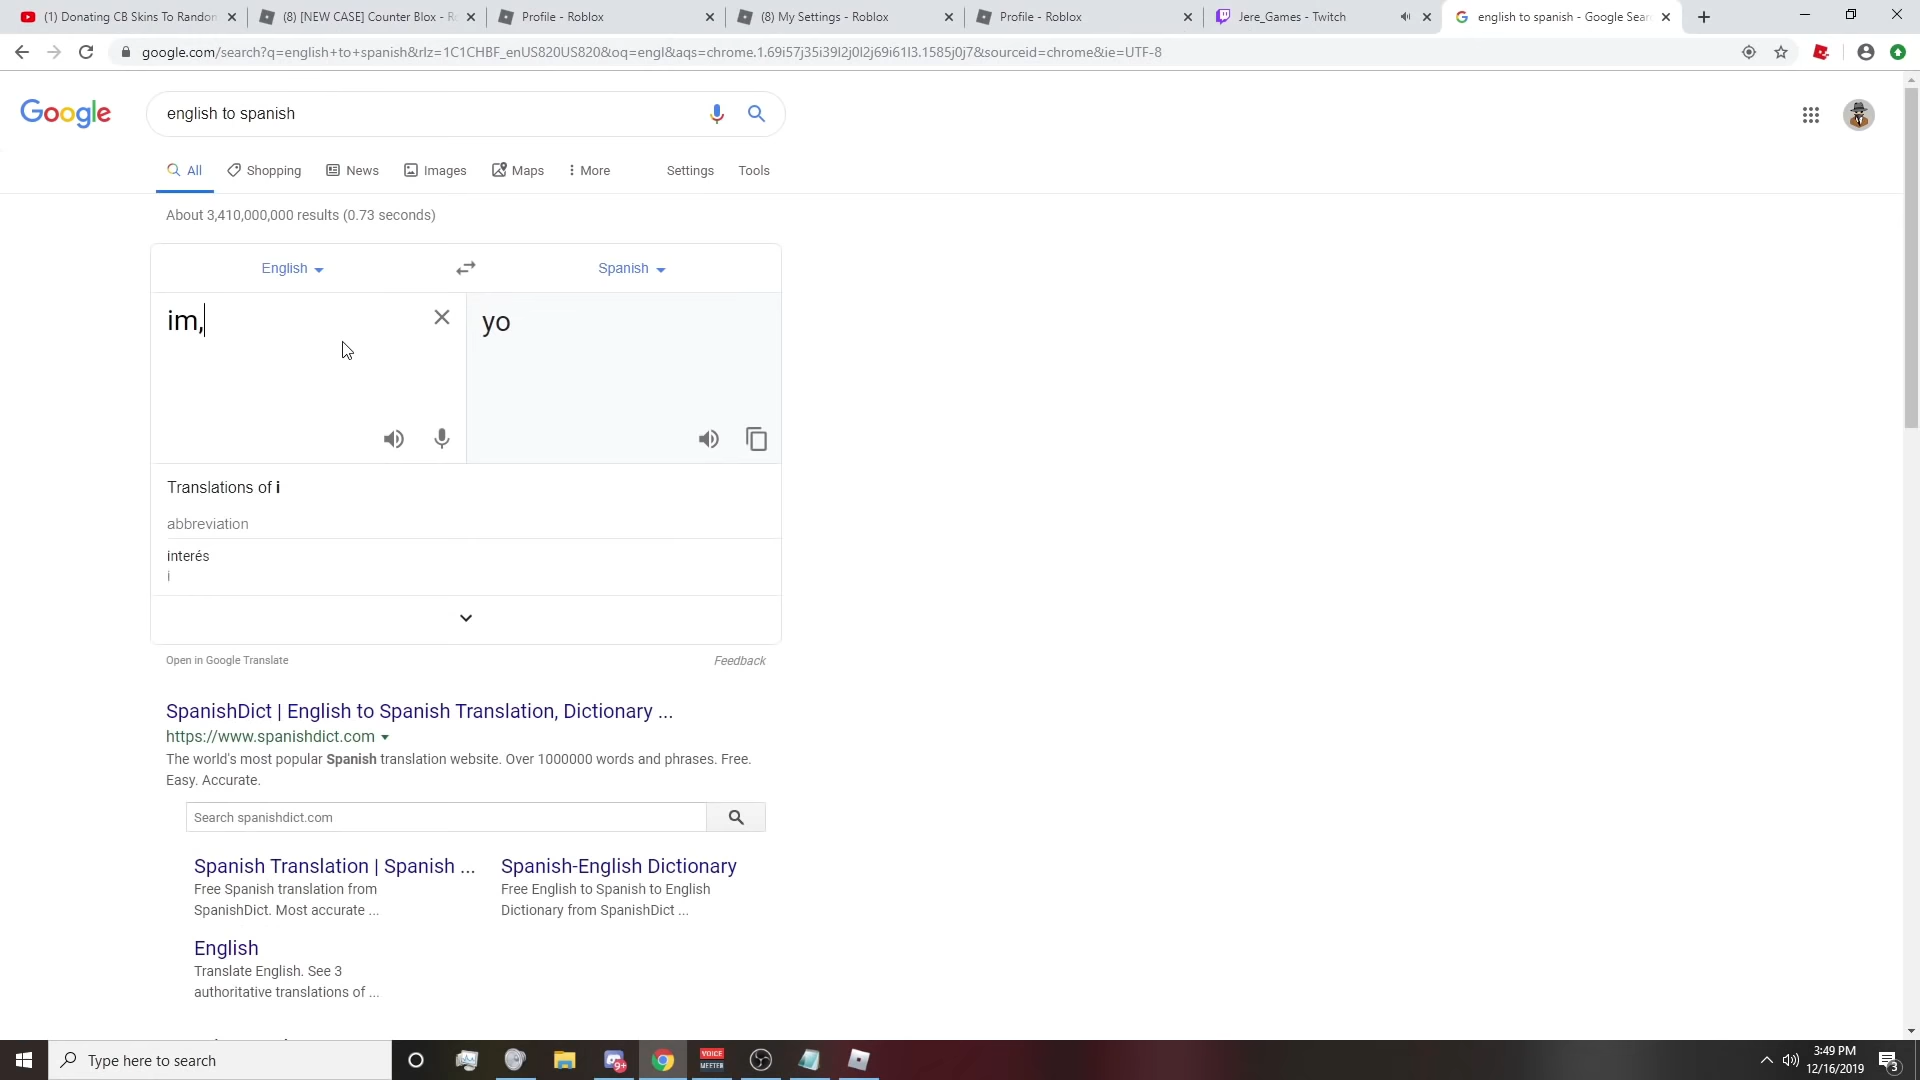 (1) Donating CB Skins To Random
(8) [NEW CASE] Counter Blox - Ro
Profile - Roblox
(8) My Settings - Roblox
Profile - Roblox
Jere_Games - Twitch
english to spanish - Google Sear
google.com/search?q=english+to+spanish&rlz=1C1CHBF_enUS820US820&oq=engl&aqs=chrome.1.69i57j35i39l2j0l2j69i61l3.1585j0j7&sourceid=chrome&ie=UTF-8
Google
english to spanish
All
Shopping
News
Images
Maps
More
Settings
Tools
About 3,410,000,000 results (0.73 seconds)
English
Spanish
im,
yo
Translations of i
abbreviation
interés
i
Open in Google Translate
Feedback
SpanishDict | English to Spanish Translation, Dictionary ...
https://www.spanishdict.com
The world's most popular Spanish translation website. Over 1000000 words and phrases. Free.
Easy. Accurate.
Search spanishdict.com
Spanish Translation | Spanish ...
Free Spanish translation from
SpanishDict. Most accurate ...
Spanish-English Dictionary
Free English to Spanish to English
Dictionary from SpanishDict ...
English
Translate English. See 3
authoritative translations of ...
Type here to search
9+
VOICE
MEETER
3:49 PM
12/16/2019
3